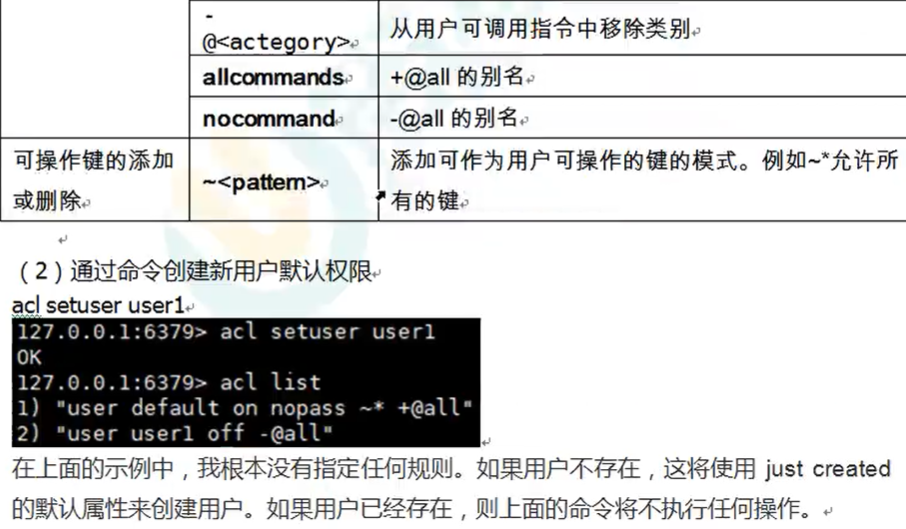 -
@<actegory>
从用户可调用指令中移除类别
allcommands
+@all 的别名
nocommand
-@all 的别名
可操作键的添加
或删除
~<pattern>
添加可作为用户可操作的键的模式。例如~*允许所
有的键
（2）通过命令创建新用户默认权限
acl setuser user1
127.0.0.1:6379> acl setuser user1
OK
127.0.0.1:6379> acl list
1) "user default on nopass ~* +@all"
2) "user user1 off -@all"
在上面的示例中，我根本没有指定任何规则。如果用户不存在，这将使用 just created
的默认属性来创建用户。如果用户已经存在，则上面的命令将不执行任何操作。